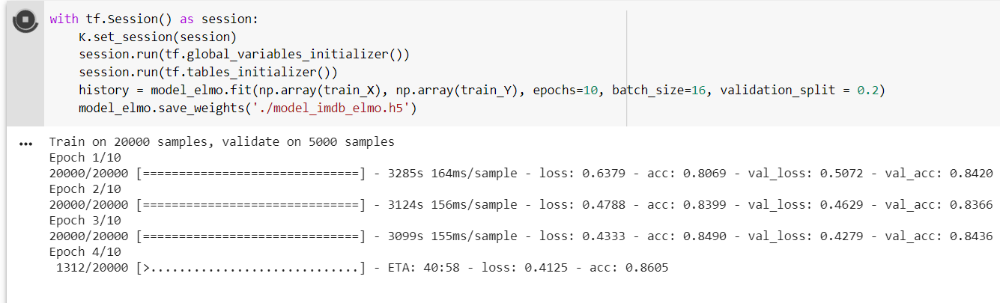 with tf.Session() as session:
    K.set_session(session)
    session.run(tf.global_variables_initializer())
    session.run(tf.tables_initializer())
    history = model_elmo.fit(np.array(train_X), np.array(train_Y), epochs=10, batch_size=16, validation_split = 0.2)
    model_elmo.save_weights('./model_imdb_elmo.h5')
Train on 20000 samples, validate on 5000 samples
Epoch 1/10
20000/20000 [==============================] - 3285s 164ms/sample - loss: 0.6379 - acc: 0.8069 - val_loss: 0.5072 - val_acc: 0.8420
Epoch 2/10
20000/20000 [==============================] - 3124s 156ms/sample - loss: 0.4788 - acc: 0.8399 - val_loss: 0.4629 - val_acc: 0.8366
Epoch 3/10
20000/20000 [==============================] - 3099s 155ms/sample - loss: 0.4333 - acc: 0.8490 - val_loss: 0.4279 - val_acc: 0.8436
Epoch 4/10
 1312/20000 [>.............................] - ETA: 40:58 - loss: 0.4125 - acc: 0.8605